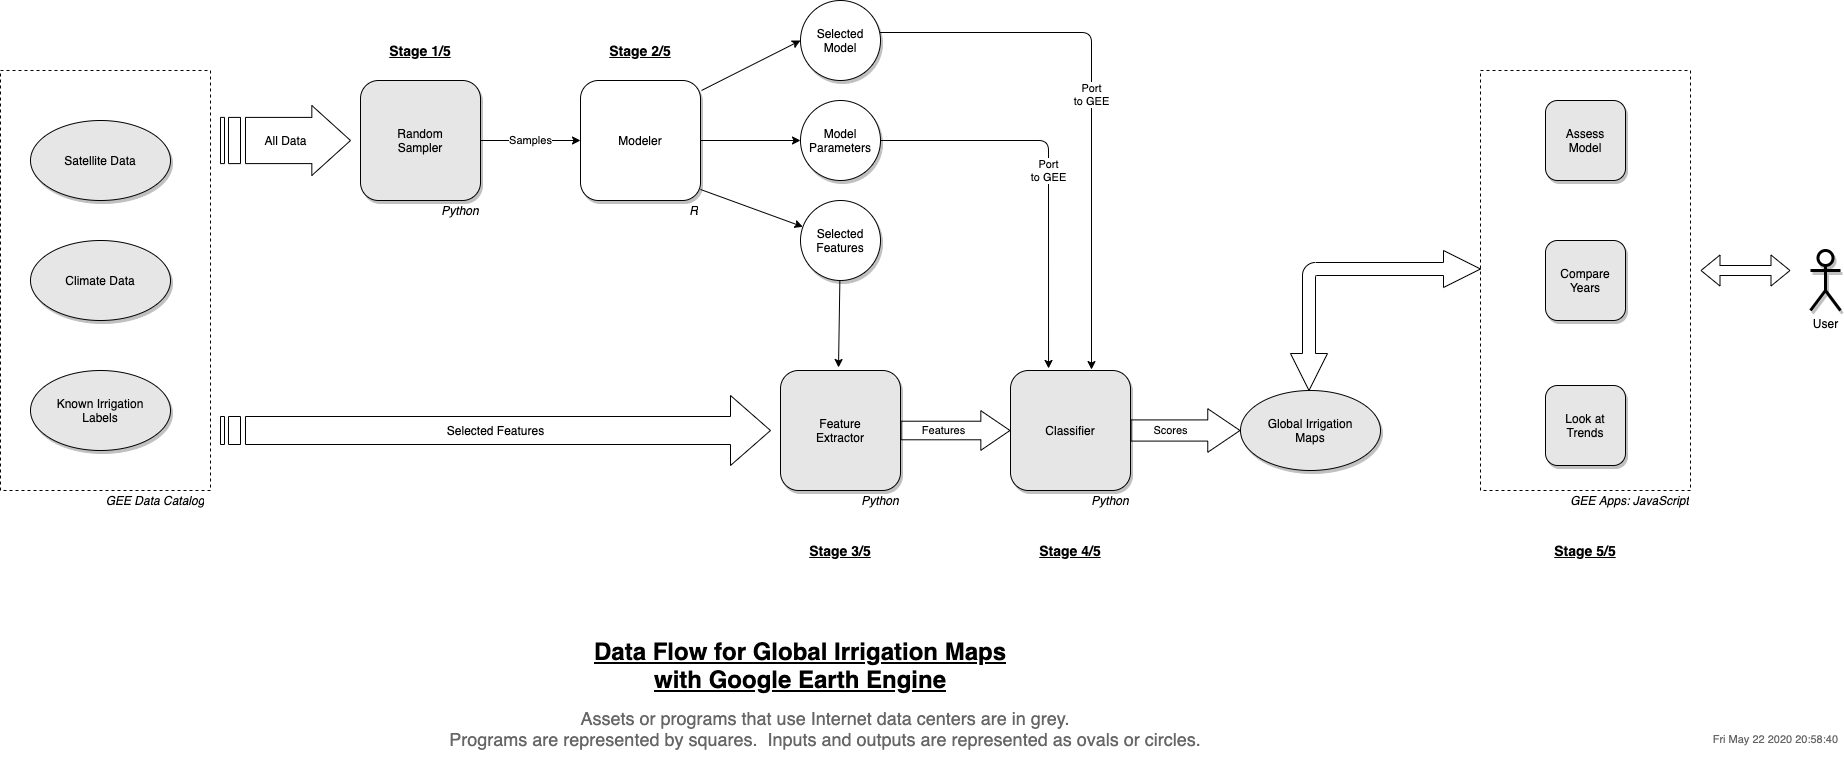 Stage 1/5
Stage 2/5
Selected
Model
Port
to GEE
Satellite Data
Climate Data
Known Irrigation
Labels
GEE Data Catalog
All Data
Random
Sampler
Python
Samples
Modeler
R
Model
Parameters
Port
to GEE
Selected
Features
Selected Features
Feature
Extractor
Python
Stage 3/5
Features
Classifier
Python
Stage 4/5
Scores
Global Irrigation
Maps
Assess
Model
Compare
Years
Look at
Trends
GEE Apps: JavaScript
Stage 5/5
User
Data Flow for Global Irrigation Maps
with Google Earth Engine
Assets or programs that use Internet data centers are in grey.
Programs are represented by squares.  Inputs and outputs are represented as ovals or circles.
Fri May 22 2020 20:58:40